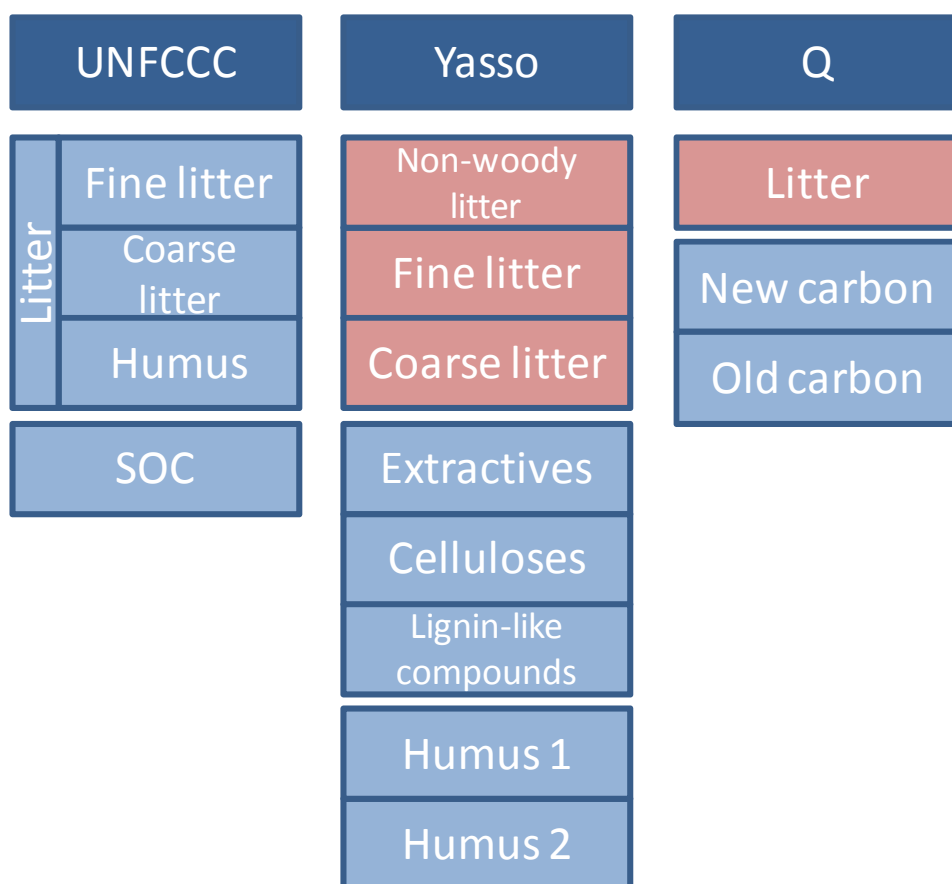 UNFCCC
Litter
Fine litter
Coarse
litter
Humus
SOC
Yasso
Non-woody
litter
Fine litter
Coarse litter
Extractives
Celluloses
Lignin-like
compounds
Humus 1
Humus 2
Q
Litter
New carbon
Old carbon